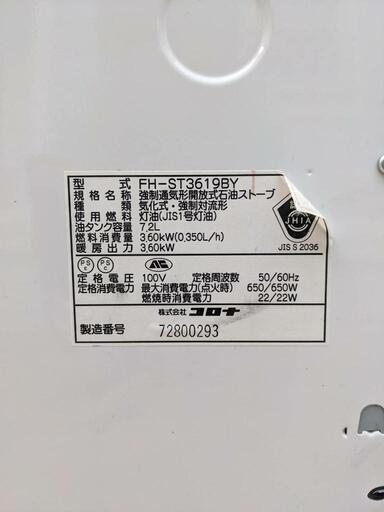 型 式 FH-ST3619BY
規格名称 強制通気形開放式石油ストーブ
種類 気化式・強制対流形
使用燃料 灯油(JIS1号灯油)
油タンク容量 7.2L
燃料消費量 3.60kW(0.350L/h)
暖房出力 3.60kW
JHIA
JIS S 2036
PS E
PS C
定格電圧 100V 定格周波数 50/60Hz
定格消費電力 最大消費電力(点火時) 650/650W
燃焼時消費電力 22/22W
株式会社 コロナ
製造番号 72800293